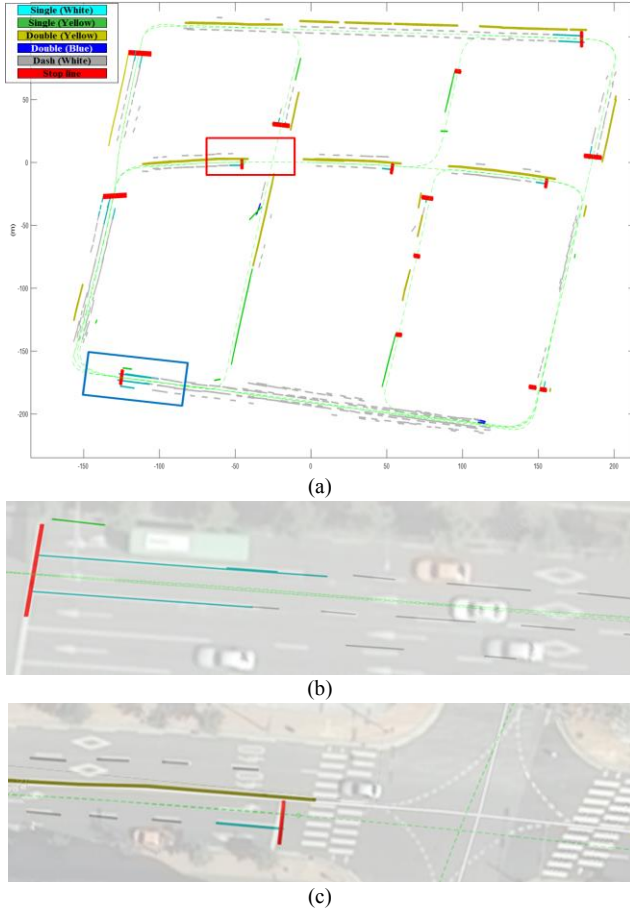 Single (White)
Single (Yellow)
Double (Yellow)
Double (Blue)
Dash (White)
Stop line
50
0
-50
-100
-150
-200
(m)
-150
-100
-50
0
50
100
150
200
(a)
(b)
(c)